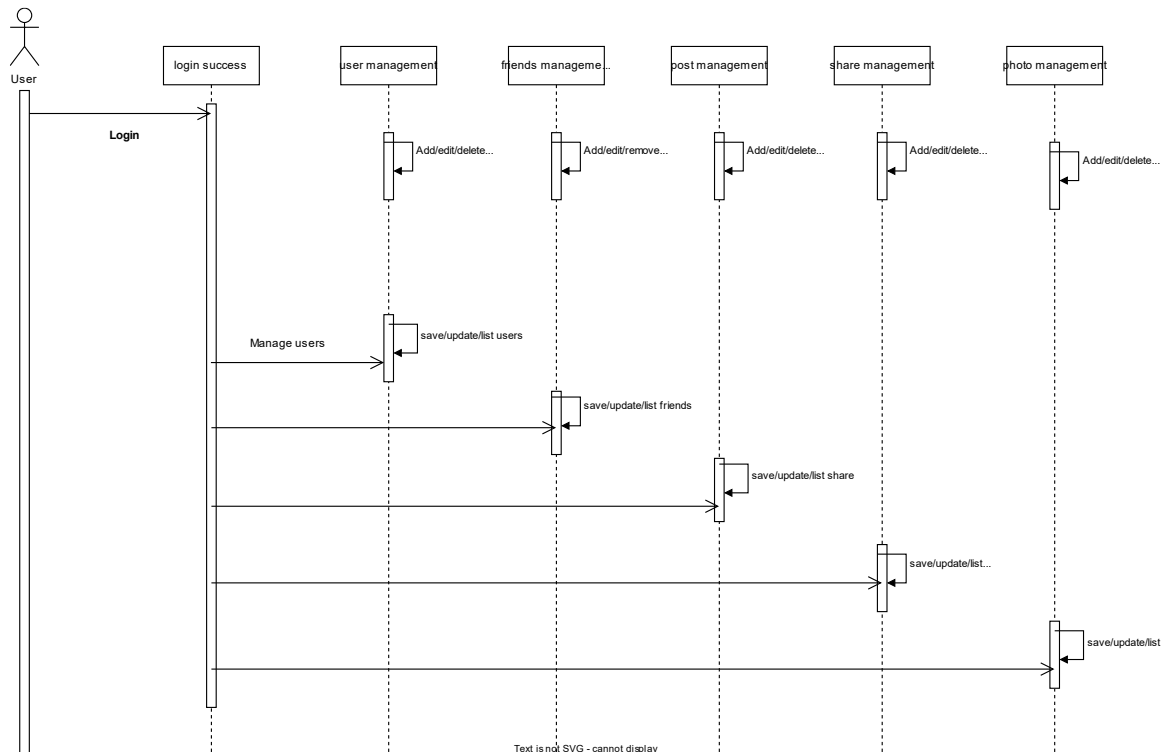 User
login success
user management
friends manageme...
post management
share management
photo management
Login
Add/edit/delete...
Add/edit/remove...
Add/edit/delete...
Add/edit/delete...
Add/edit/delete...
save/update/list users
Manage users
save/update/list friends
save/update/list share
save/update/list...
save/update/list
Text is not SVG - cannot display